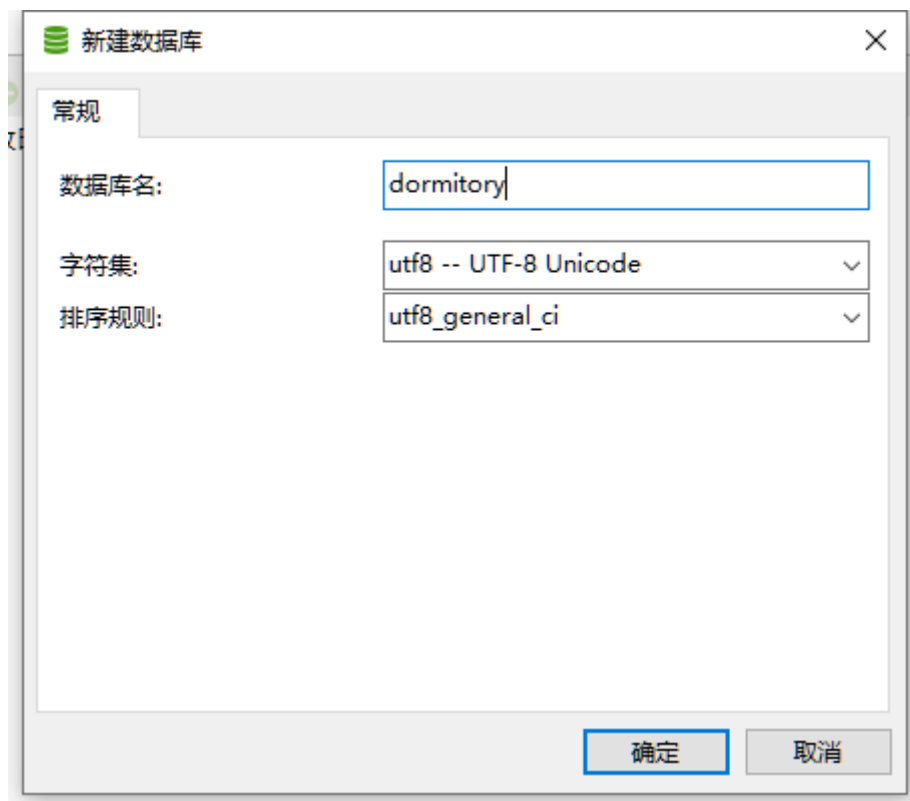 新建数据库
常规
数据库名: dormitory
字符集: utf8 -- UTF-8 Unicode
排序规则: utf8_general_ci
确定 取消